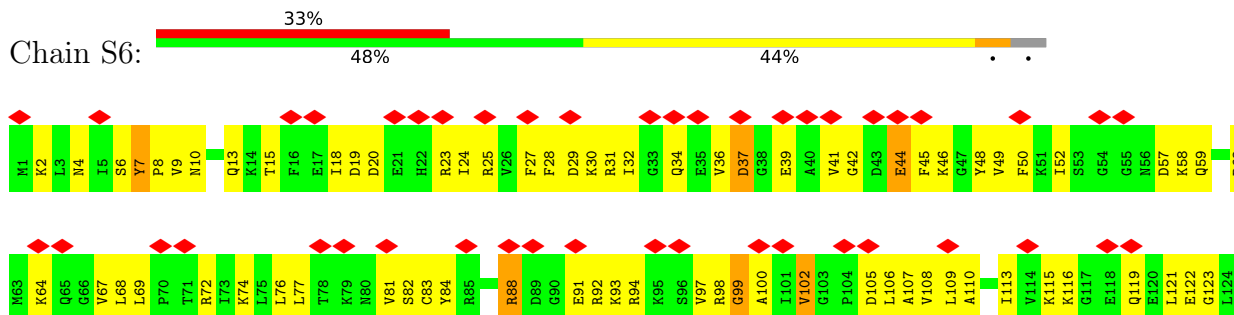 33%
Chain S6:
48% 44% • •
M1 K2 L3 N4 I5 S6 Y7 P8 V9 N10 Q13 K14 T15 F16 E17 I18 D19 D20 E21 H22 R23 I24 R25 V26 F27 F28 D29 K30 R31 I32 G33 Q34 E35 V36 D37 G38 E39 A40 V41 G42 D43 E44 F45 K46 G47 Y48 V49 F50 K51 I52 S53 G54 G55 N56 D57 K58 Q59
M63 K64 Q65 G66 V67 L68 L69 P70 T71 R72 I73 K74 L75 L76 L77 T78 K79 N80 V81 S82 C83 Y84 R85 R88 D89 G90 E91 R92 K93 R94 K95 S96 V97 R98 G99 A100 I101 V102 G103 P104 D105 L106 A107 V108 L109 A110 I113 V114 K115 K116 G117 E118 Q119 E120 L121 E122 G123 L124